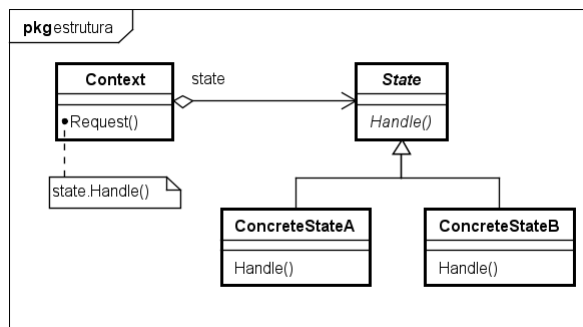 pkg estrutura
Context
state
State
Request()
Handle()
state.Handle()
ConcreteStateA
ConcreteStateB
Handle()
Handle()